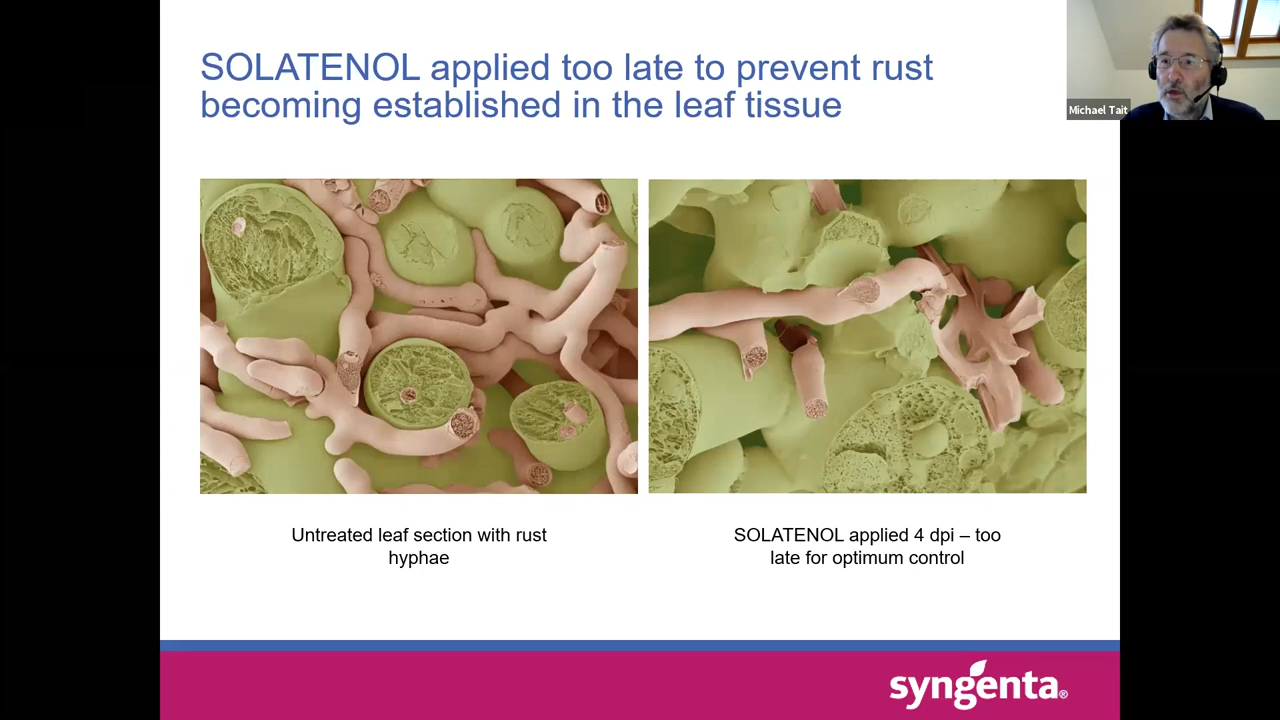 SOLATENOL applied too late to prevent rust
becoming established in the leaf tissue
Michael Tait
Untreated leaf section with rust
hyphae
SOLATENOL applied 4 dpi – too
late for optimum control
syngenta®